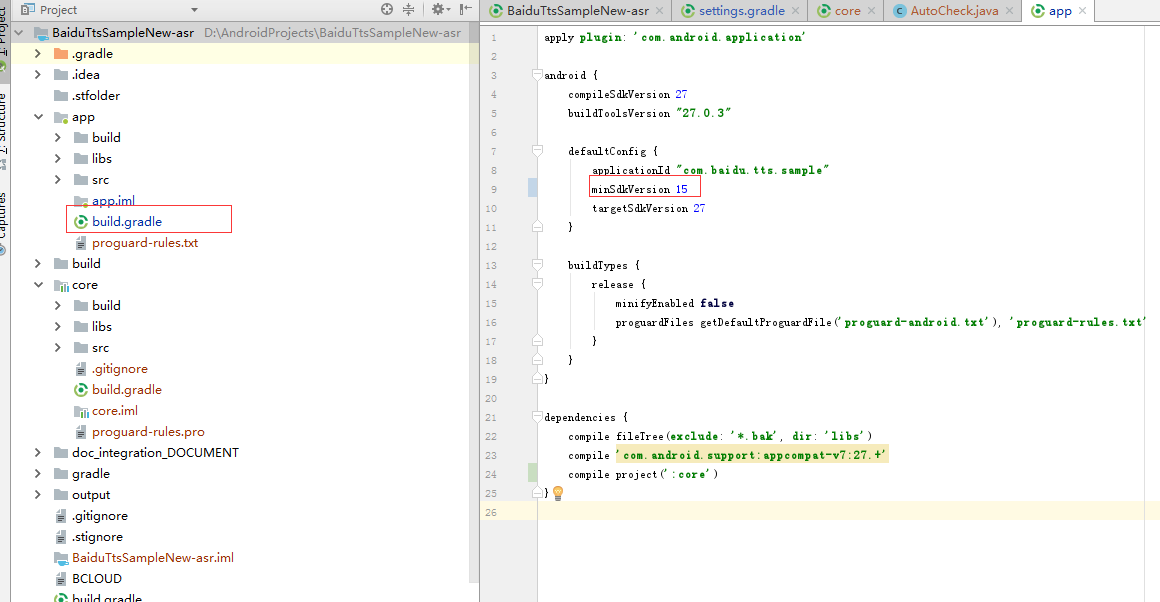 Project
BaiduTtsSampleNew-asr D:\AndroidProjects\BaiduTtsSampleNew-asr
.gradle
.idea
.stfolder
app
build
libs
src
app.iml
build.gradle
proguard-rules.txt
build
core
build
libs
src
.gitignore
build.gradle
core.iml
proguard-rules.pro
doc_integration_DOCUMENT
gradle
output
.gitignore
.stignore
BaiduTtsSampleNew-asr.iml
BCLOUD
build.gradle
1: Project
7: Structure
Captures
BaiduTtsSampleNew-asr settings.gradle core AutoCheck.java app
1 apply plugin: 'com.android.application'
2
3 android {
4 compileSdkVersion 27
5 buildToolsVersion "27.0.3"
6
7 defaultConfig {
8 applicationId "com.baidu.tts.sample"
9 minSdkVersion 15
10 targetSdkVersion 27
11 }
12
13 buildTypes {
14 release {
15 minifyEnabled false
16 proguardFiles getDefaultProguardFile('proguard-android.txt'), 'proguard-rules.txt'
17 }
18 }
19 }
20
21 dependencies {
22 compile fileTree(exclude: '*.bak', dir: 'libs')
23 compile 'com.android.support:appcompat-v7:27.+'
24 compile project(':core')
25 }
26